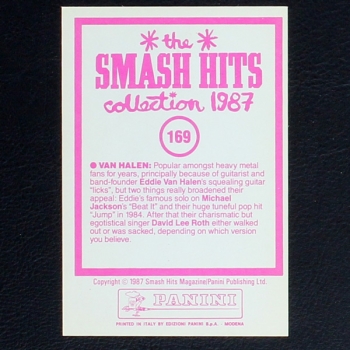 the
SMASH HITS
collection 1987
169
● VAN HALEN: Popular amongst heavy metal
fans for years, principally because of guitarist and
band-founder Eddie Van Halen's squealing guitar
"licks", but two things really broadened their
appeal: Eddie's famous solo on Michael
Jackson's "Beat It" and their huge funeful pop hit
"Jump" in 1984. After that their charismatic but
egotistical singer David Lee Roth either walked
out or was sacked, depending on which version
you believe.
Copyright © 1987 Smash Hits Magazine/Panini Publishing Ltd.
PANINI
PRINTED IN ITALY BY EDIZIONI PANINI S.p.A. - MODENA